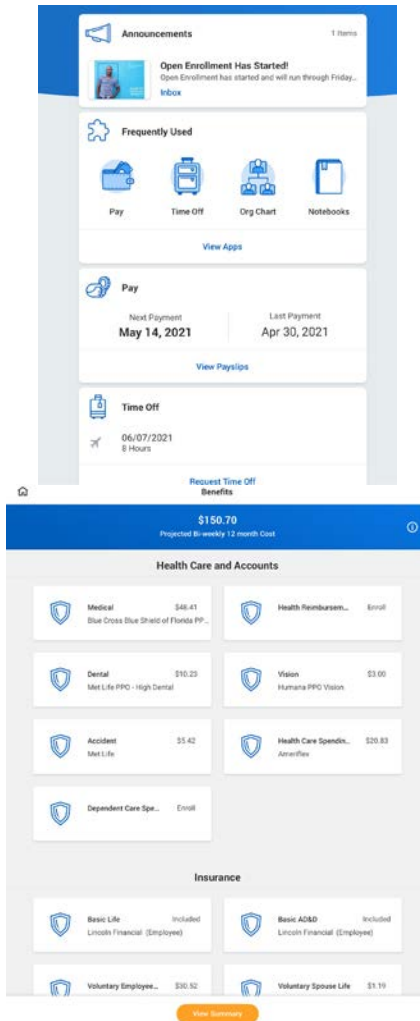 Announcements 1 Items
Open Enrollment Has Started!
Open Enrollment has started and will run through Friday...
Inbox
Frequently Used
Pay Time Off Org Chart Notebooks
View Apps
Pay
Next Payment Last Payment
May 14, 2021 Apr 30, 2021
View Payslips
Time Off
06/07/2021
8 Hours
Request Time Off
Benefits
$150.70
Projected Bi-weekly 12 month Cost
Health Care and Accounts
Medical $48.41 Health Reimbursem... Enroll
Blue Cross Blue Shield of Florida PP...
Dental $10.23 Vision $3.00
Met Life PPO - High Dental Humana PPO Vision
Accident $5.42 Health Care Spendin... $20.83
Met Life Ameriflex
Dependent Care Spe... Enroll
Insurance
Basic Life Included Basic AD&D Included
Lincoln Financial (Employee) Lincoln Financial (Employee)
Voluntary Employee... $30.52 Voluntary Spouse Life $1.19
View Summary